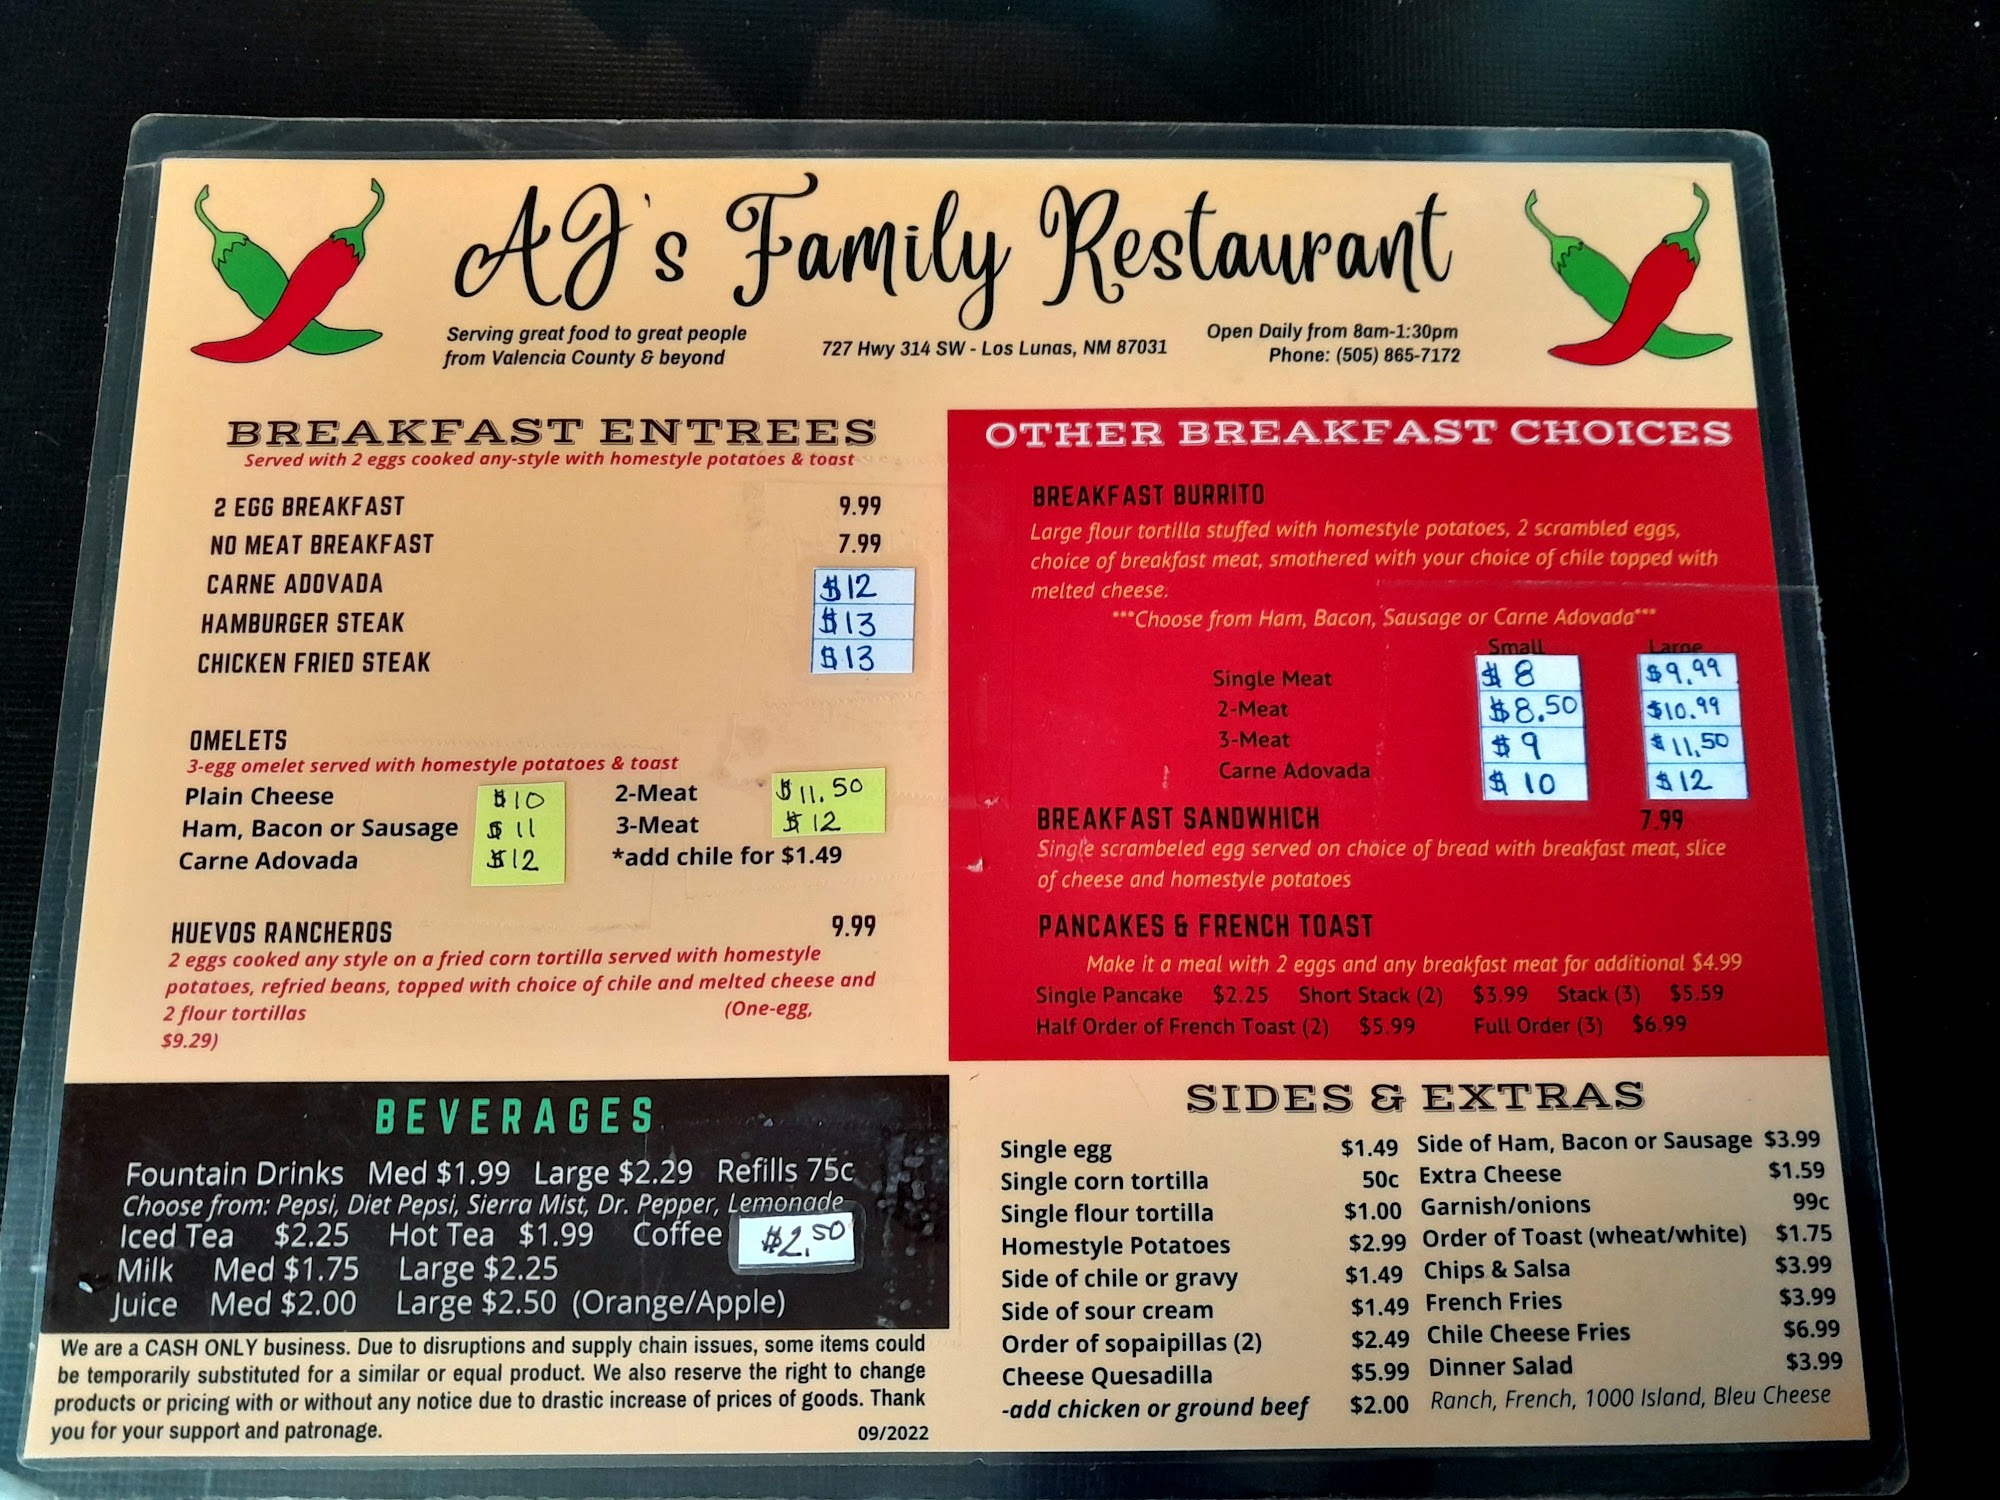 AJ's Family Restaurant
Serving great food to great people
from Valencia County & beyond
727 Hwy 314 SW - Los Lunas, NM 87031
Open Daily from 8am-1:30pm
Phone: (505) 865-7172
BREAKFAST ENTREES
Served with 2 eggs cooked any-style with homestyle potatoes & toast
2 EGG BREAKFAST 9.99
NO MEAT BREAKFAST 7.99
CARNE ADOVADA $12
HAMBURGER STEAK $13
CHICKEN FRIED STEAK $13
OMELETS
3-egg omelet served with homestyle potatoes & toast
Plain Cheese $10 2-Meat $11.50
Ham, Bacon or Sausage $11 3-Meat $12
Carne Adovada $12 *add chile for $1.49
HUEVOS RANCHEROS 9.99
2 eggs cooked any style on a fried corn tortilla served with homestyle
potatoes, refried beans, topped with choice of chile and melted cheese and
2 flour tortillas (One-egg,
$9.29)
OTHER BREAKFAST CHOICES
BREAKFAST BURRITO
Large flour tortilla stuffed with homestyle potatoes, 2 scrambled eggs,
choice of breakfast meat, smothered with your choice of chile topped with
melted cheese.
***Choose from Ham, Bacon, Sausage or Carne Adovada***
Small Large
Single Meat $8 $9.99
2-Meat $8.50 $10.99
3-Meat $9 $11.50
Carne Adovada $10 $12
BREAKFAST SANDWHICH 7.99
Single scrambeled egg served on choice of bread with breakfast meat, slice
of cheese and homestyle potatoes
PANCAKES & FRENCH TOAST
Make it a meal with 2 eggs and any breakfast meat for additional $4.99
Single Pancake $2.25 Short Stack (2) $3.99 Stack (3) $5.59
Half Order of French Toast (2) $5.99 Full Order (3) $6.99
BEVERAGES
Fountain Drinks Med $1.99 Large $2.29 Refills 75c
Choose from: Pepsi, Diet Pepsi, Sierra Mist, Dr. Pepper, Lemonade
Iced Tea $2.25 Hot Tea $1.99 Coffee $2.50
Milk Med $1.75 Large $2.25
Juice Med $2.00 Large $2.50 (Orange/Apple)
We are a CASH ONLY business. Due to disruptions and supply chain issues, some items could
be temporarily substituted for a similar or equal product. We also reserve the right to change
products or pricing with or without any notice due to drastic increase of prices of goods. Thank
you for your support and patronage. 09/2022
SIDES & EXTRAS
Single egg $1.49
Single corn tortilla 50c
Single flour tortilla $1.00
Homestyle Potatoes $2.99
Side of chile or gravy $1.49
Side of sour cream $1.49
Order of sopaipillas (2) $2.49
Cheese Quesadilla $5.99
-add chicken or ground beef $2.00
Side of Ham, Bacon or Sausage $3.99
Extra Cheese $1.59
Garnish/onions 99c
Order of Toast (wheat/white) $1.75
Chips & Salsa $3.99
French Fries $3.99
Chile Cheese Fries $6.99
Dinner Salad $3.99
Ranch, French, 1000 Island, Bleu Cheese